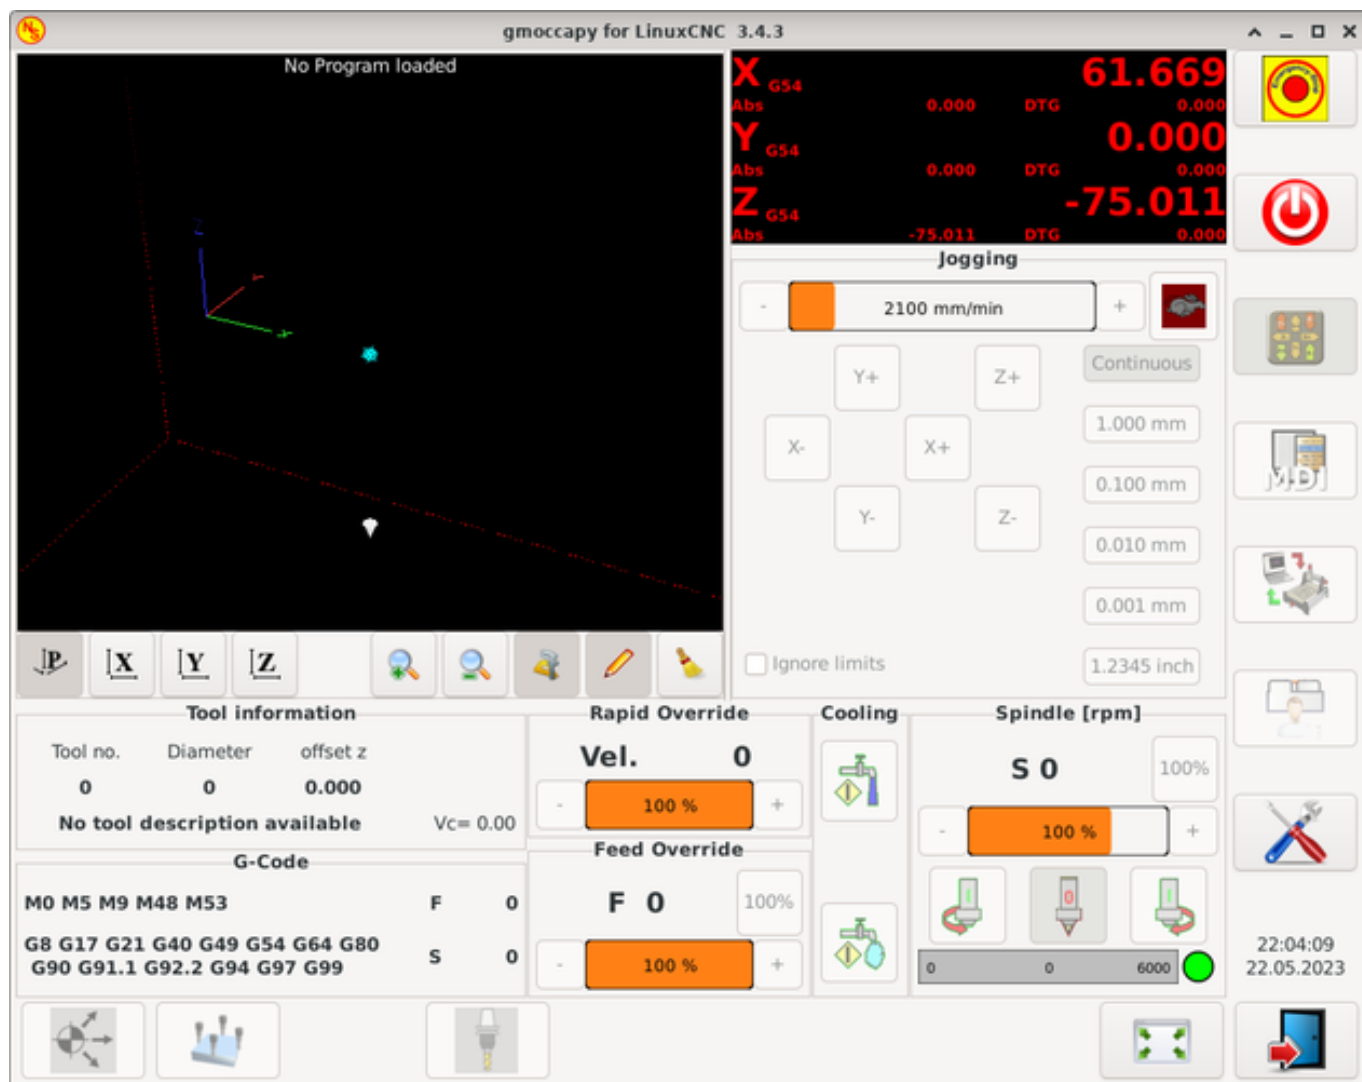 gmoccapy for LinuxCNC 3.4.3
No Program loaded
X G54 61.669
Abs 0.000 DTG 0.000
Y G54 0.000
Abs 0.000 DTG 0.000
Z G54 -75.011
Abs -75.011 DTG 0.000
Jogging
- 2100 mm/min +
Y+ Z+ Continuous
1.000 mm
X- X+
0.100 mm
Y- Z-
0.010 mm
0.001 mm
Ignore limits 1.2345 inch
MDI
P X Y Z
Tool information
Tool no. Diameter offset z
0 0 0.000
No tool description available Vc= 0.00
G-Code
M0 M5 M9 M48 M53 F 0
G8 G17 G21 G40 G49 G54 G64 G80
G90 G91.1 G92.2 G94 G97 G99
S 0
Rapid Override
Vel. 0
- 100 % +
Feed Override
F 0 100%
- 100 % +
Cooling
Spindle [rpm]
S 0 100%
- 100 % +
0 0 6000
22:04:09
22.05.2023